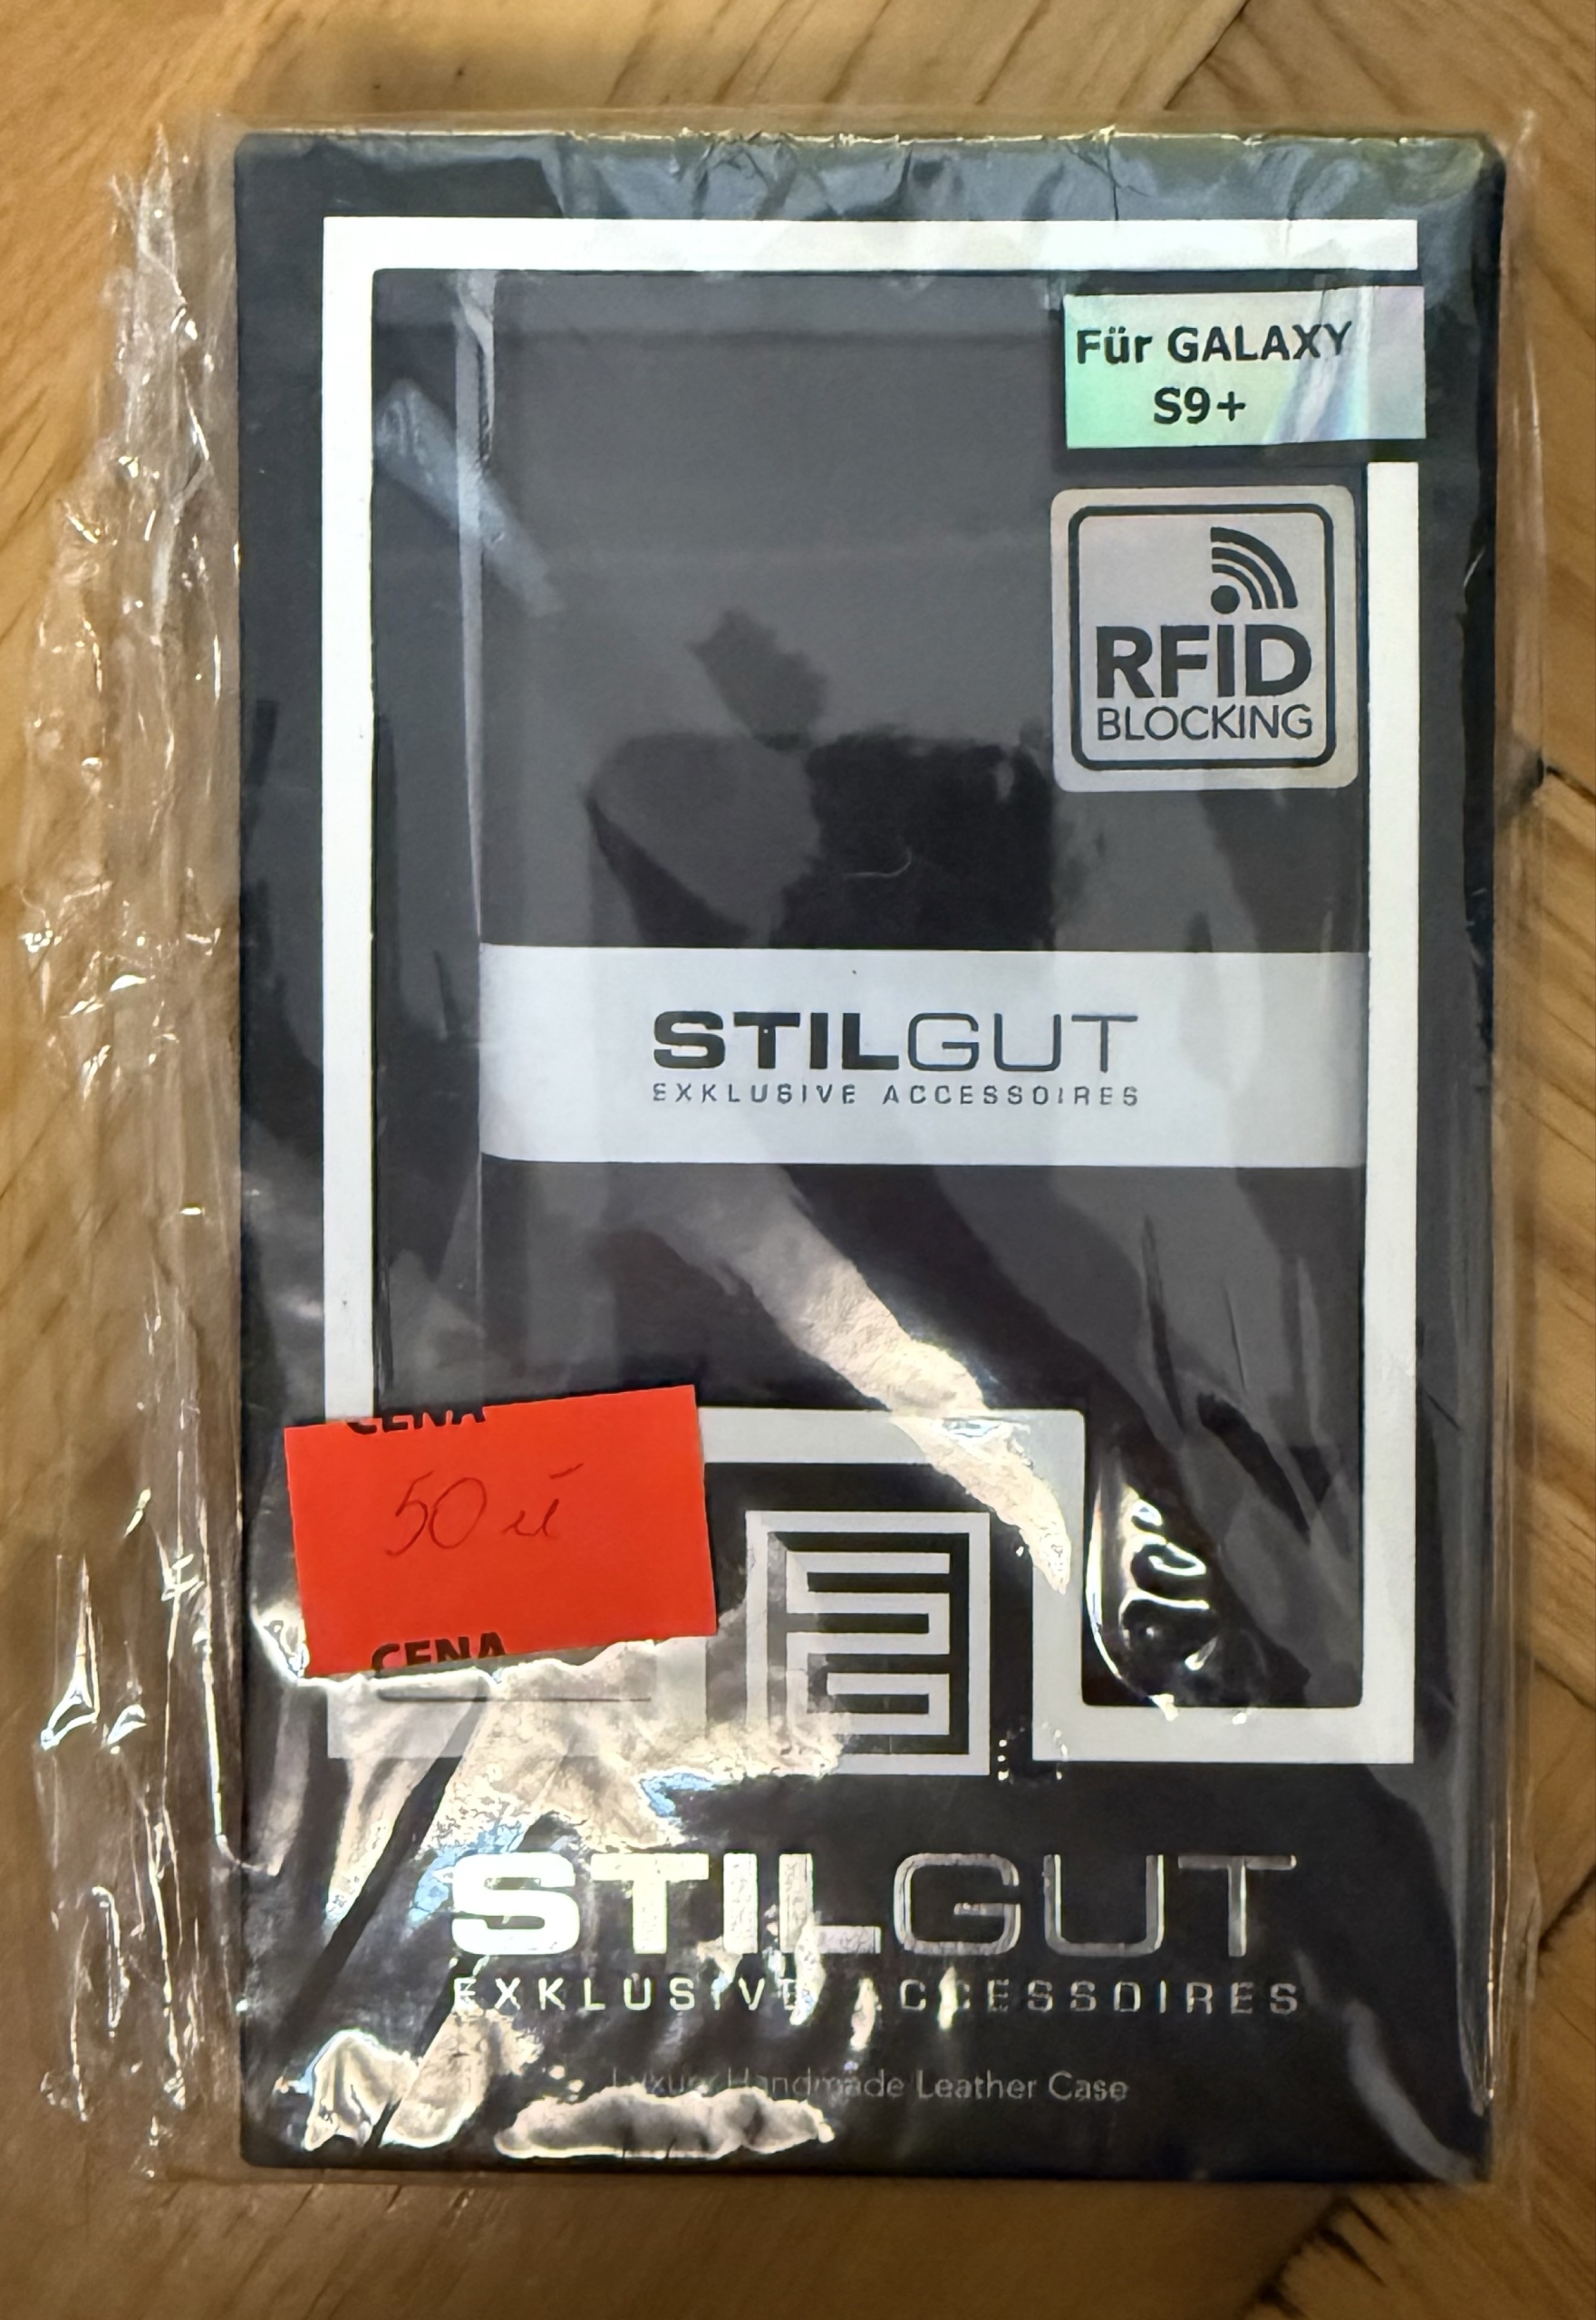 Für GALAXY
S9+
RFID
BLOCKING
STILGUT
EXKLUSIVE ACCESSOIRES
CENA
50 zł
CENA
STILGUT
EXKLUSIVE ACCESSOIRES
Luxury Handmade Leather Case